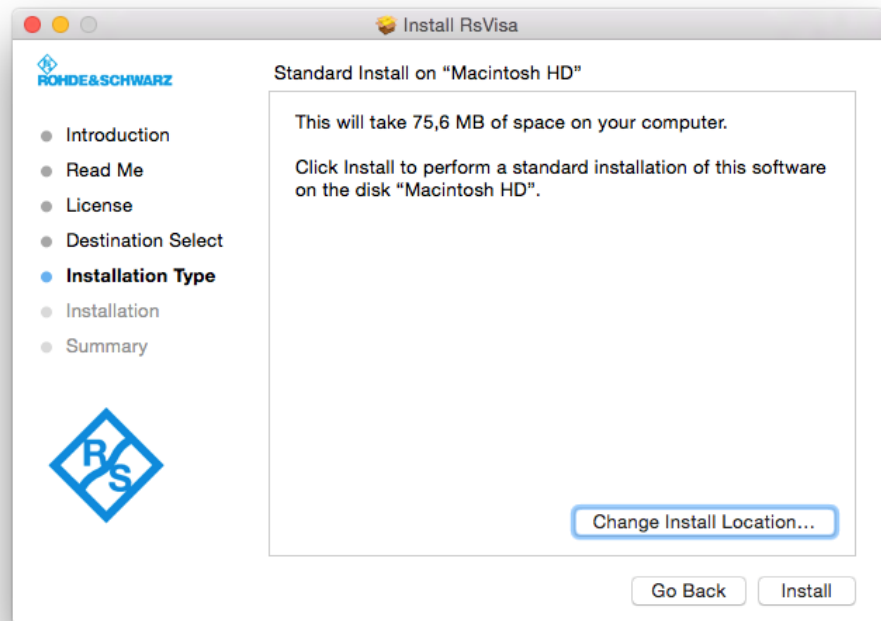 Install RsVisa
ROHDE&SCHWARZ
Standard Install on “Macintosh HD”
Introduction
Read Me
License
Destination Select
Installation Type
Installation
Summary
This will take 75,6 MB of space on your computer.
Click Install to perform a standard installation of this software
on the disk “Macintosh HD”.
R
S
Change Install Location...
Go Back
Install